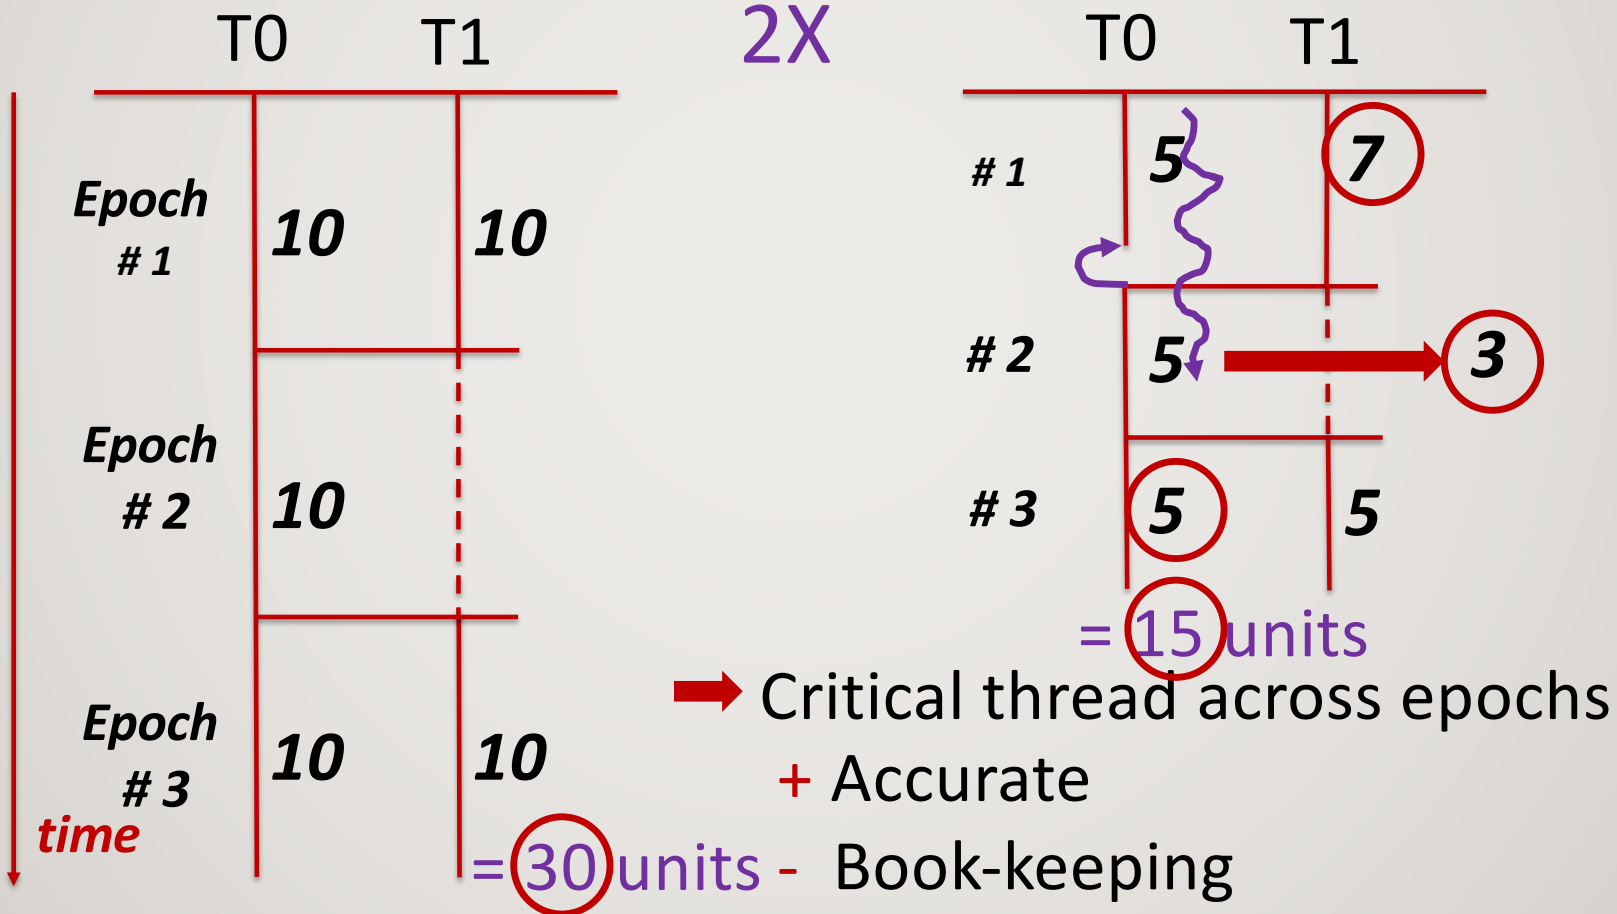 T0 T1
2X
T0 T1
Epoch
# 1
10 10
Epoch
# 2
10
Epoch
# 3
10 10
time
= 30 units
# 1
5 7
# 2
5 3
# 3
5 5
= 15 units
Critical thread across epochs
+ Accurate
- Book-keeping